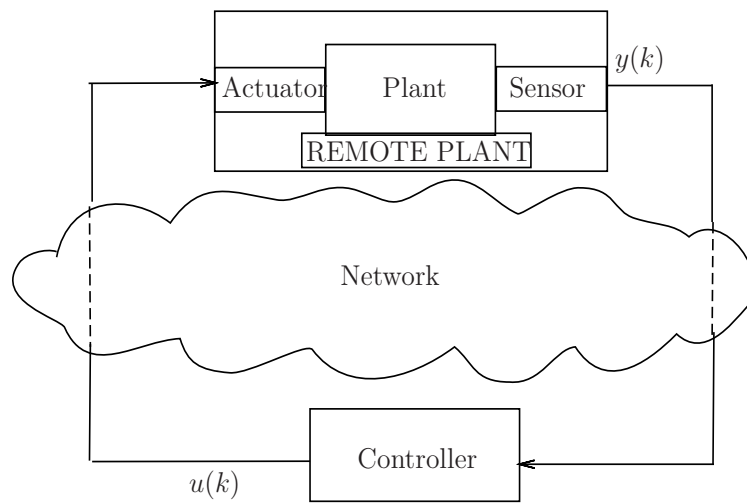 y(k)
Actuator Plant Sensor
REMOTE PLANT
Network
Controller
u(k)